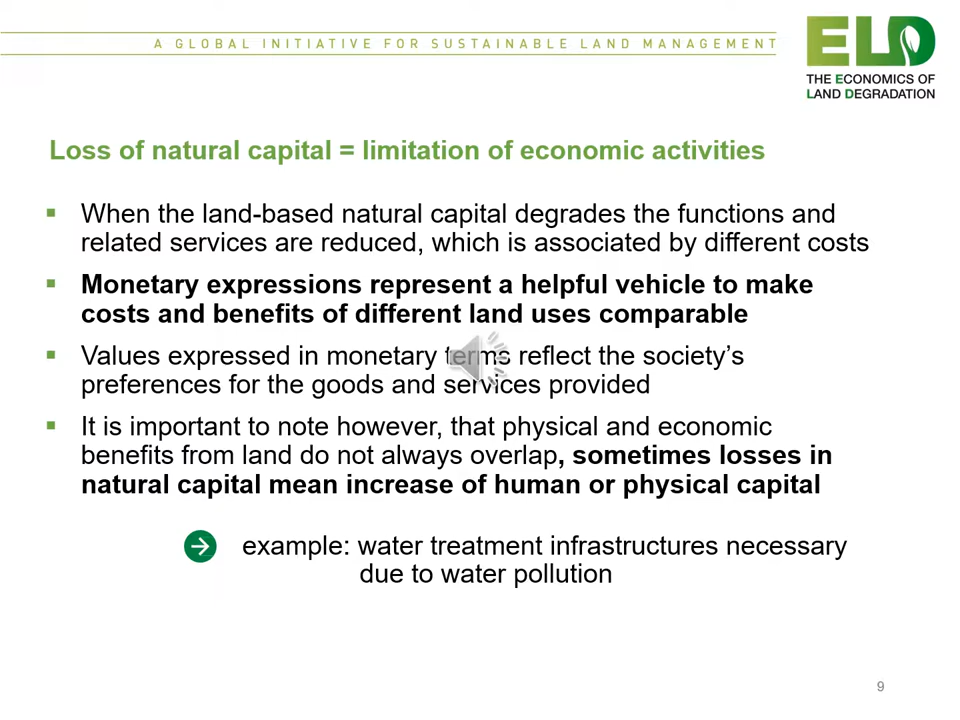 A GLOBAL INITIATIVE FOR SUSTAINABLE LAND MANAGEMENT
ELD
THE ECONOMICS OF
LAND DEGRADATION
Loss of natural capital = limitation of economic activities
When the land-based natural capital degrades the functions and
related services are reduced, which is associated by different costs
Monetary expressions represent a helpful vehicle to make
costs and benefits of different land uses comparable
Values expressed in monetary terms reflect the society’s
preferences for the goods and services provided
It is important to note however, that physical and economic
benefits from land do not always overlap, sometimes losses in
natural capital mean increase of human or physical capital
example: water treatment infrastructures necessary
due to water pollution
9